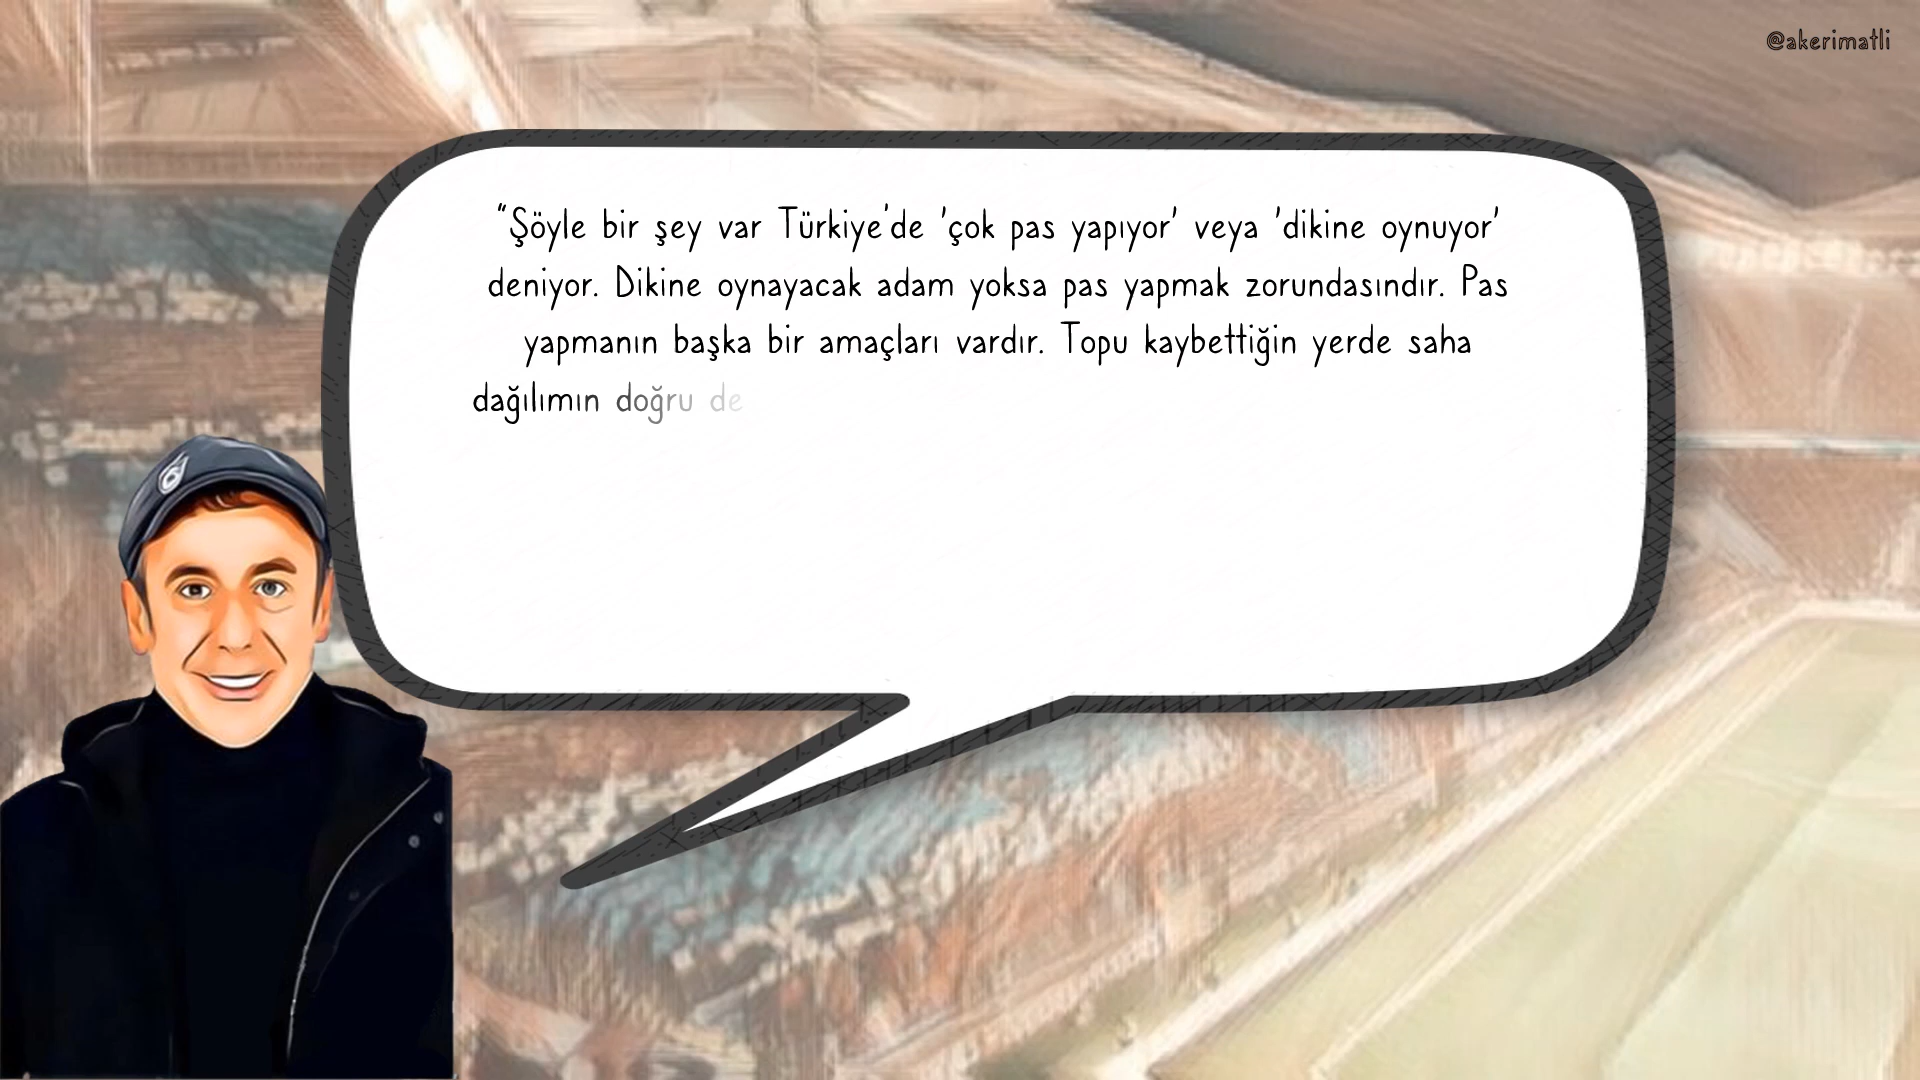 @akerimatli
“Şöyle bir şey var Türkiye'de 'çok pas yapıyor' veya 'dikine oynuyor'
deniyor. Dikine oynayacak adam yoksa pas yapmak zorundasındır. Pas
yapmanın başka bir amaçları vardır. Topu kaybettiğin yerde saha
dağılımın doğru de